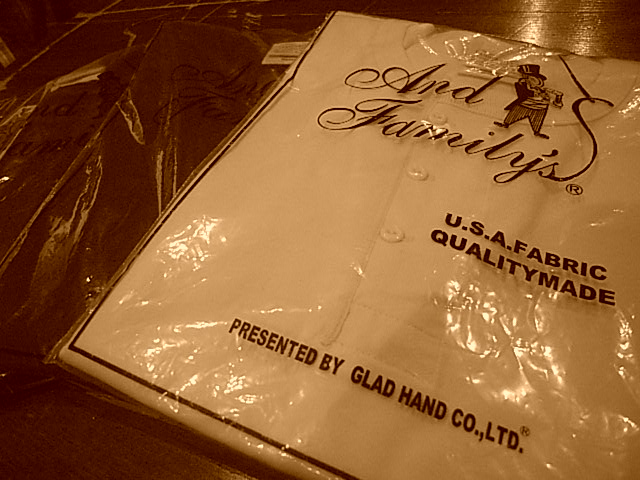 And
Family's®
U.S.A.FABRIC
QUALITYMADE
PRESENTED BY GLAD HAND CO.,LTD.®